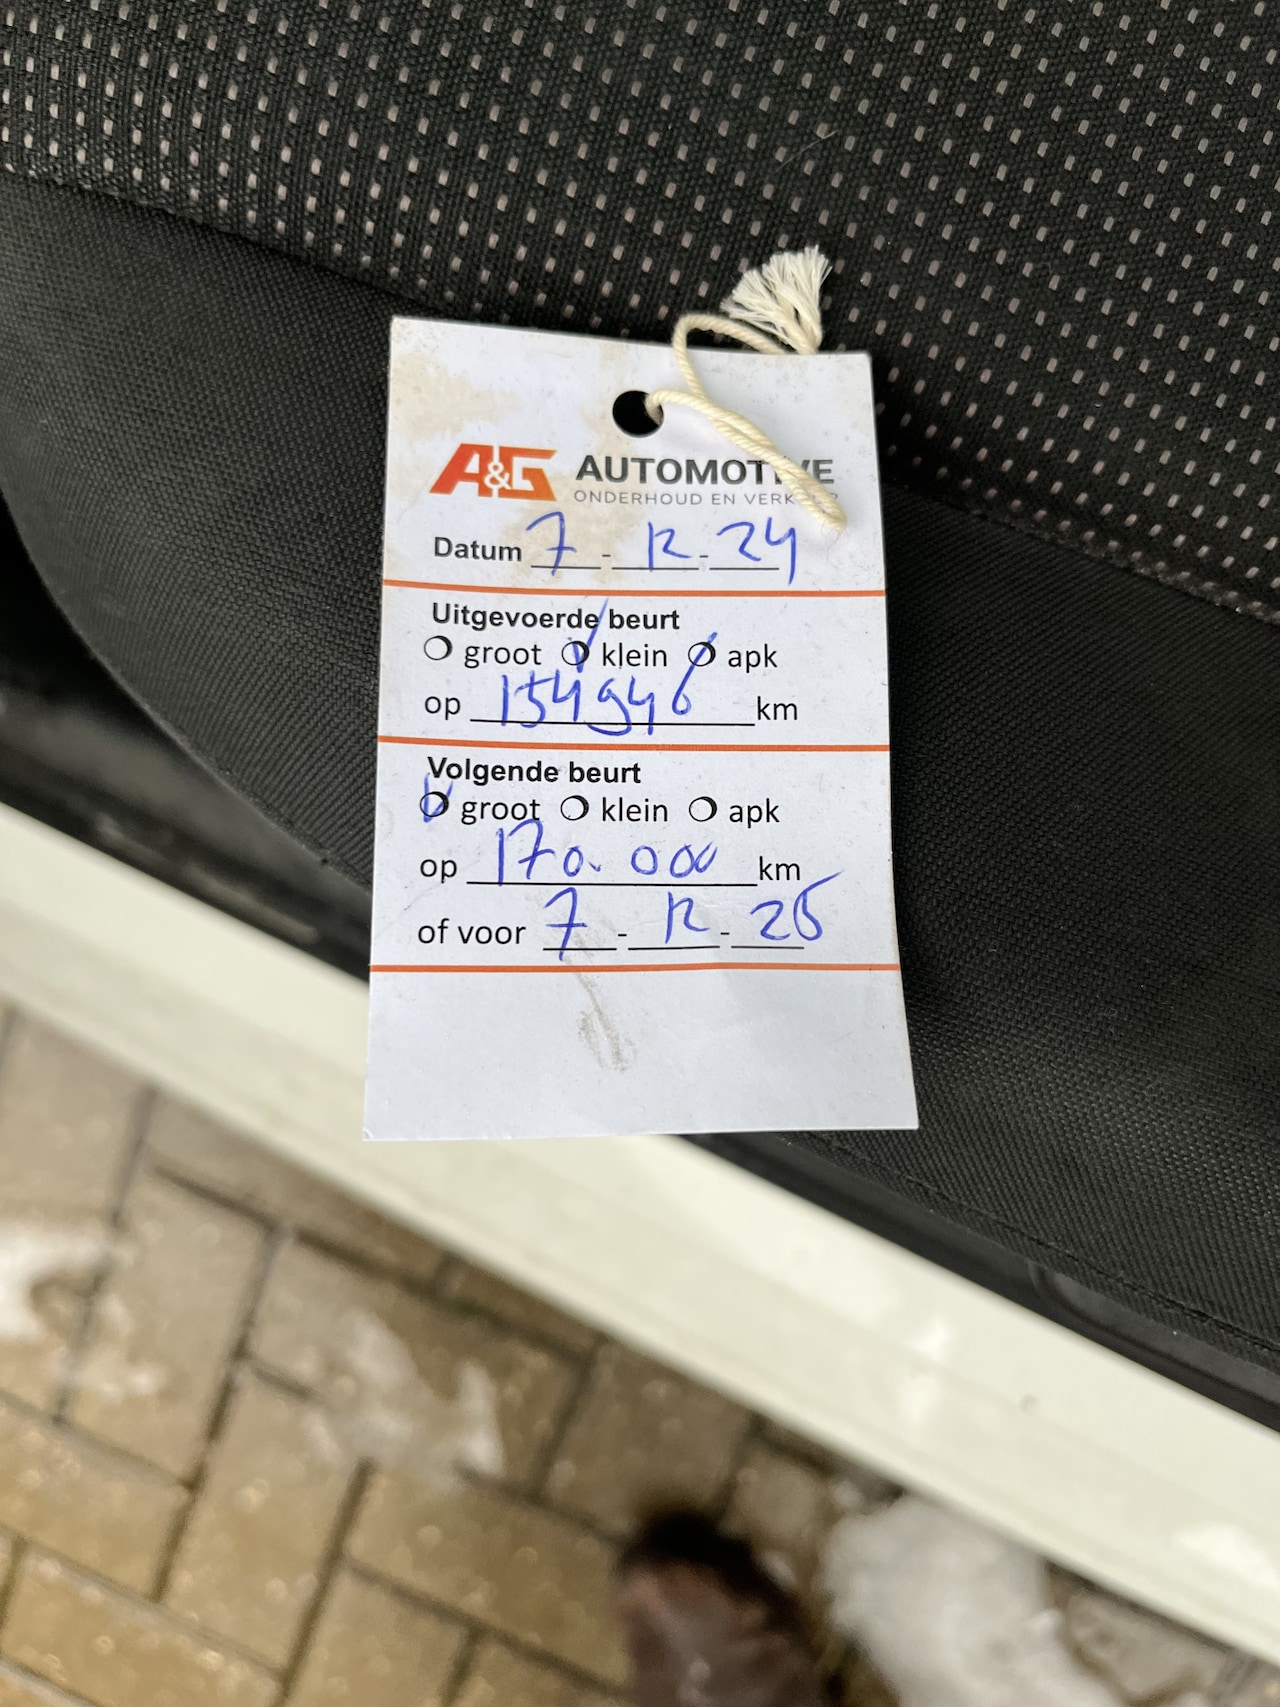 A&G AUTOMOTIVE
ONDERHOUD EN VERKOOP
Datum 7 - 12 - 24
Uitgevoerde beurt
groot klein apk
op 154946 km
Volgende beurt
groot klein apk
op 170.000 km
of voor 7 - 12 - 25